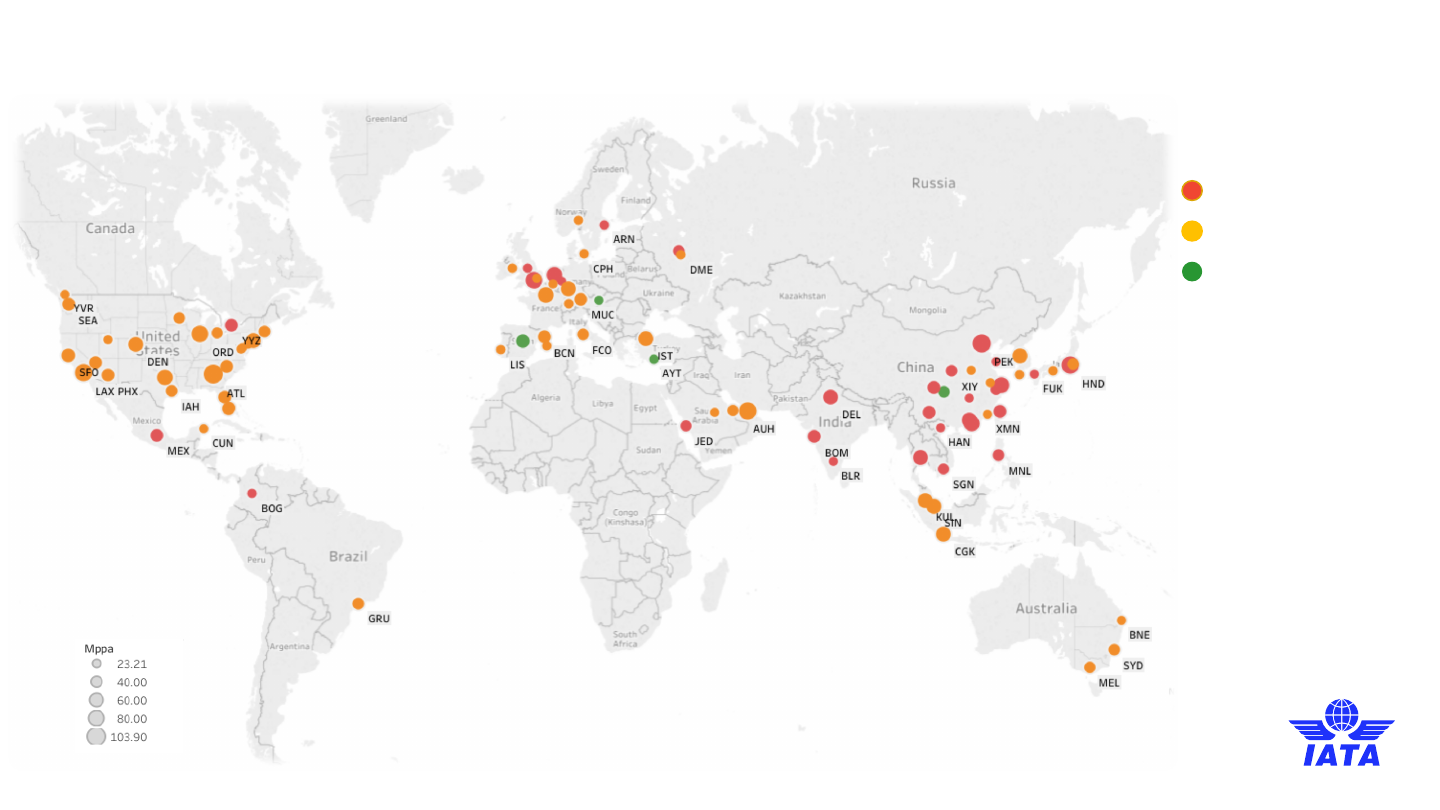 Greenland
Sweden
Russia
Finland
Norway
Canada
ARN
CPH
Belarus
DME
Ukraine
Kazakhstan
France
YVR
SEA
MUC
Mongolia
Italy
United
States
YYZ
ORD
BCN
FCO
IST
LIS
AYT
DEN
SFO
PEK
China
Iraq
Iran
XIY
FUK
HND
LAX PHX
ATL
IAH
Algeria
Libya
Egypt
Saudi
Arabia
Pakistan
DEL
India
Mexico
MEX
CUN
JED
AUH
Yemen
Sudan
BOM
BLR
HAN
XMN
MNL
SGN
BOG
KUL
SIN
CGK
Congo
(Kinshasa)
Peru
Brazil
GRU
Australia
BNE
SYD
MEL
South
Africa
Argentina
Mppa
23.21
40.00
60.00
80.00
103.90
IATA